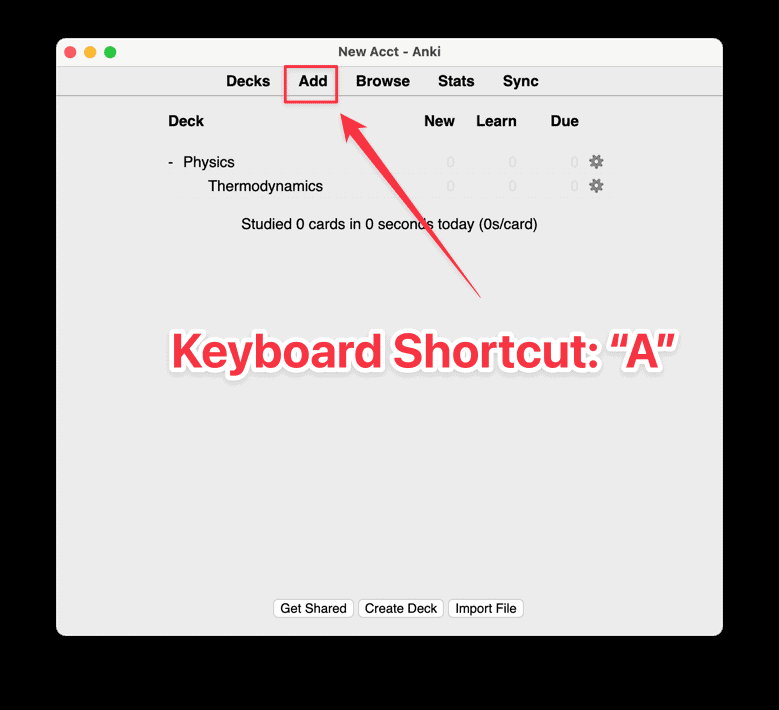 New Acct - Anki
Decks Add Browse Stats Sync
Deck New Learn Due
- Physics 0 0 0
Thermodynamics 0 0 0
Studied 0 cards in 0 seconds today (0s/card)
Keyboard Shortcut: “A”
Get Shared Create Deck Import File